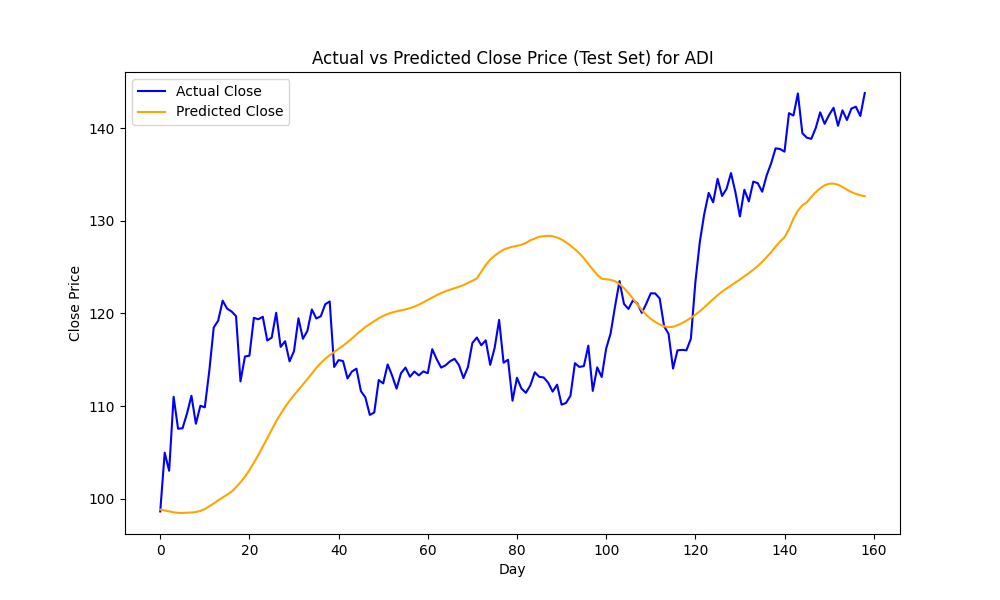 Actual vs Predicted Close Price (Test Set) for ADI
Actual Close
Predicted Close
Close Price
140
130
120
110
100
0 20 40 60 80 100 120 140 160
Day